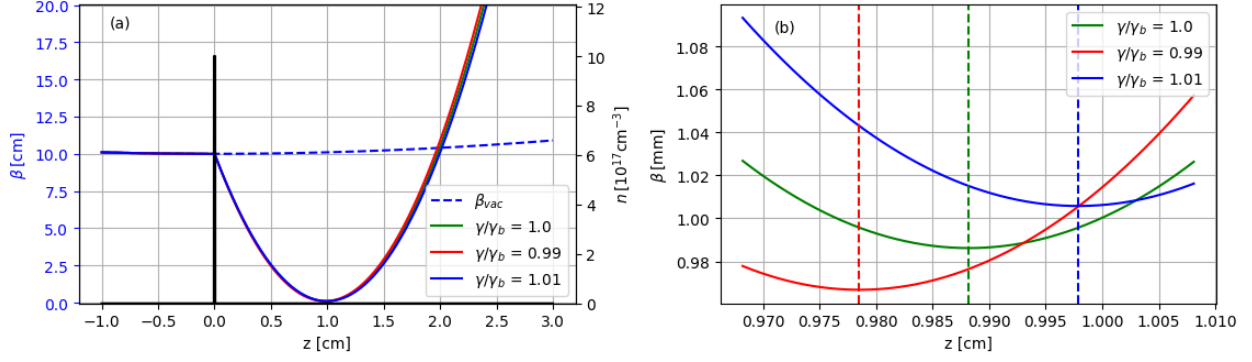 (a)
20.0
17.5
15.0
12.5
10.0
7.5
5.0
2.5
0.0
β [cm]
12
10
8
6
4
2
0
n [10¹⁷cm⁻³]
β_vac
γ/γ_b = 1.0
γ/γ_b = 0.99
γ/γ_b = 1.01
−1.0 −0.5 0.0 0.5 1.0 1.5 2.0 2.5 3.0
z [cm]
(b)
1.08
1.06
1.04
1.02
1.00
0.98
β [mm]
γ/γ_b = 1.0
γ/γ_b = 0.99
γ/γ_b = 1.01
0.970 0.975 0.980 0.985 0.990 0.995 1.000 1.005 1.010
z [cm]